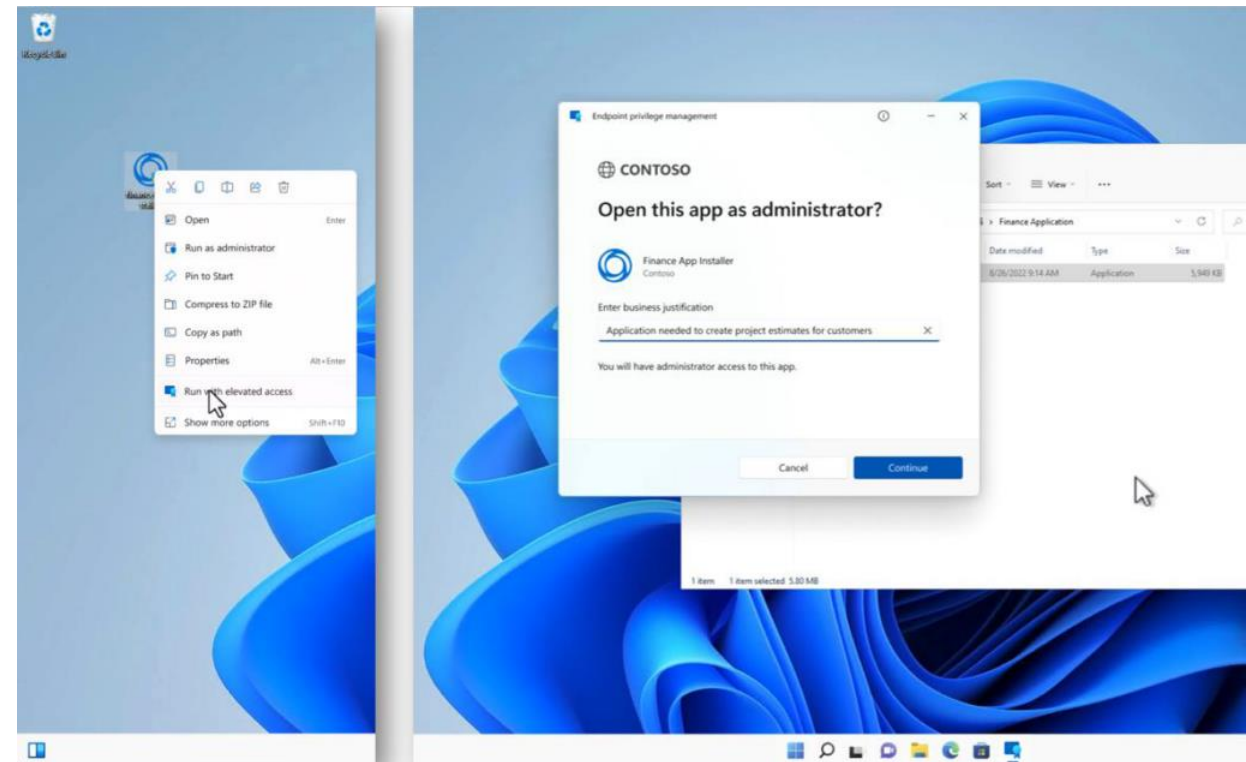 Recycle Bin
Open Enter
Run as administrator
Pin to Start
Compress to ZIP file
Copy as path
Properties Alt+Enter
Run with elevated access
Show more options Shift+F10
Endpoint privilege management
CONTOSO
Open this app as administrator?
Finance App Installer
Contoso
Enter business justification
Application needed to create project estimates for customers
You will have administrator access to this app.
Cancel Continue
Sort View
Finance Application
Date modified Type Size
8/26/2022 9:14 AM Application 5,949 KB
1 item 1 item selected 5.80 MB